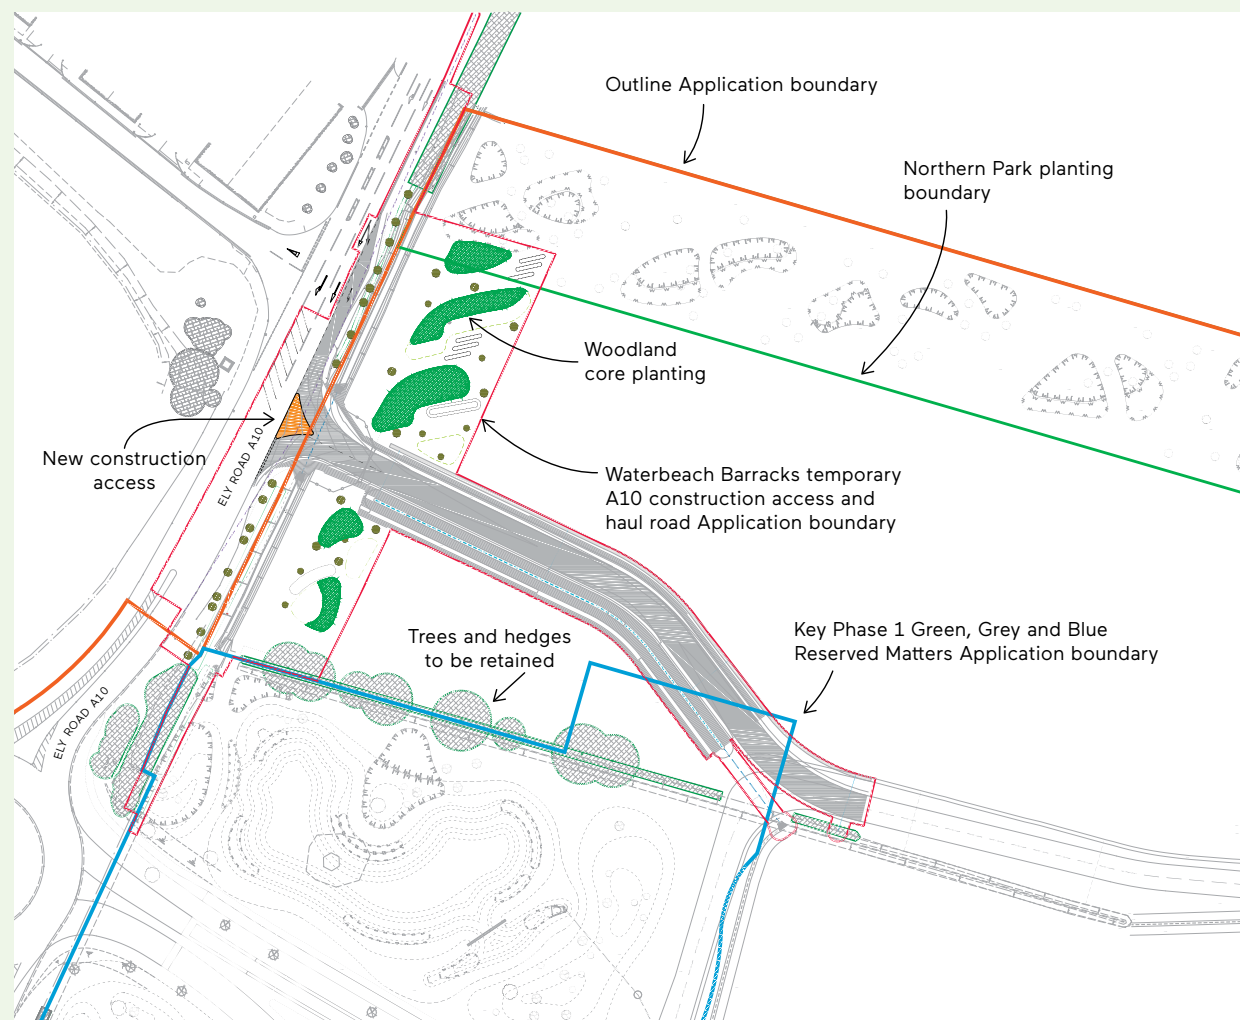 Outline Application boundary
Northern Park planting
boundary
Woodland
core planting
New construction
access
ELY ROAD A10
Waterbeach Barracks temporary
A10 construction access and
haul road Application boundary
Trees and hedges
to be retained
Key Phase 1 Green, Grey and Blue
Reserved Matters Application boundary
ELY ROAD A10